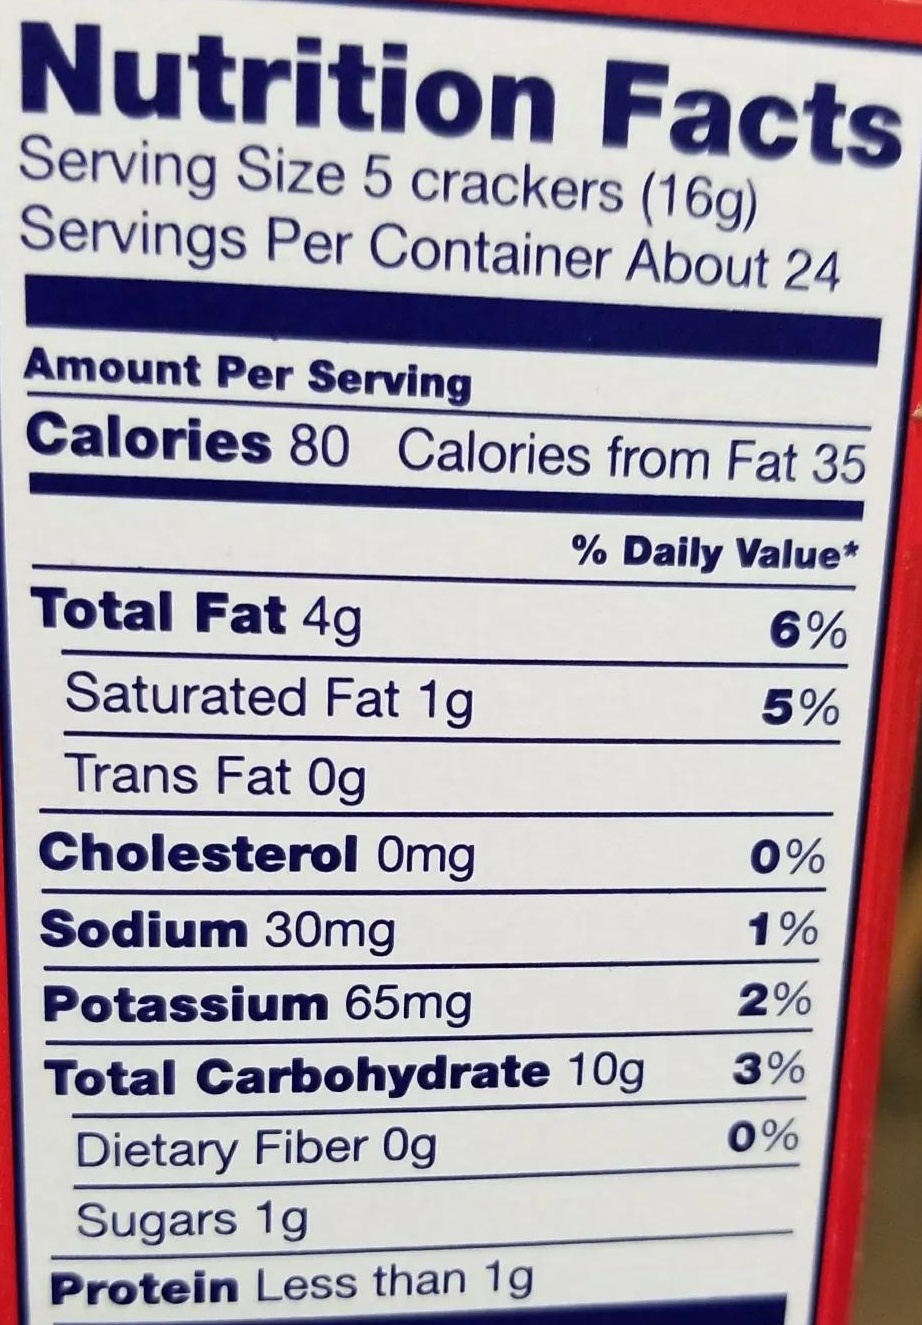 Nutrition Facts
Serving Size 5 crackers (16g)
Servings Per Container About 24
Amount Per Serving
Calories 80 Calories from Fat 35
% Daily Value*
Total Fat 4g 6%
Saturated Fat 1g 5%
Trans Fat 0g
Cholesterol 0mg 0%
Sodium 30mg 1%
Potassium 65mg 2%
Total Carbohydrate 10g 3%
Dietary Fiber 0g 0%
Sugars 1g
Protein Less than 1g